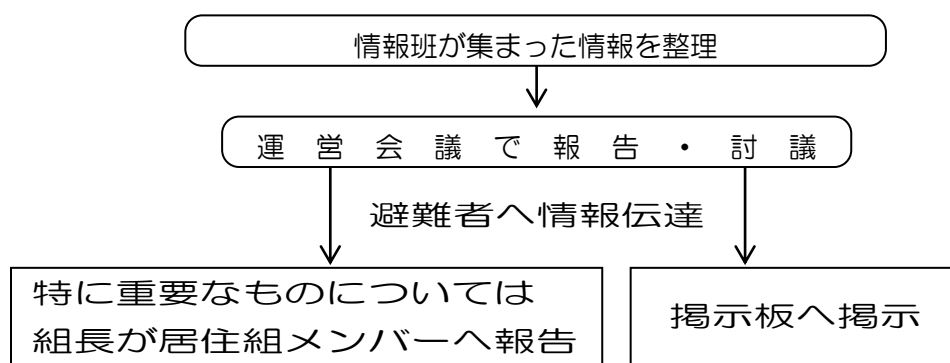 情報班が集まった情報を整理
運営会議で報告・討議
避難者へ情報伝達
特に重要なものについては
組長が居住組メンバーへ報告
掲示板へ掲示